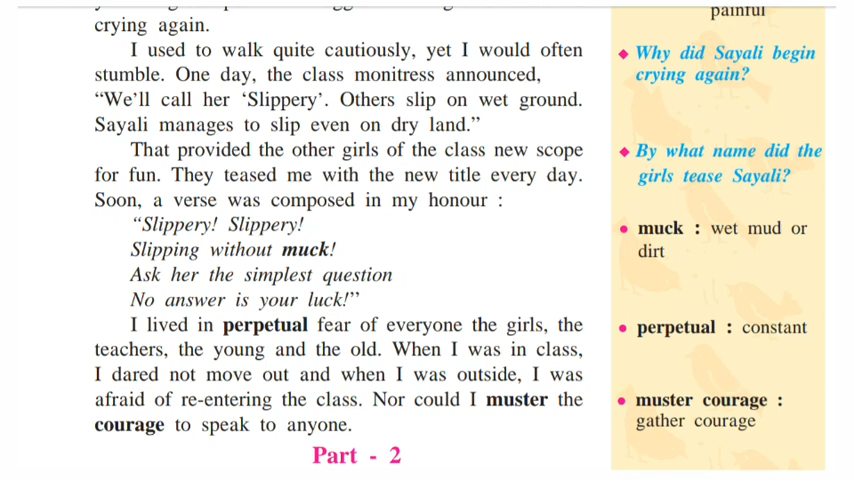 crying again.
I used to walk quite cautiously, yet I would often
stumble. One day, the class monitress announced,
“We’ll call her ‘Slippery’. Others slip on wet ground.
Sayali manages to slip even on dry land.”
That provided the other girls of the class new scope
for fun. They teased me with the new title every day.
Soon, a verse was composed in my honour :
“Slippery! Slippery!
Slipping without muck!
Ask her the simplest question
No answer is your luck!”
I lived in perpetual fear of everyone the girls, the
teachers, the young and the old. When I was in class,
I dared not move out and when I was outside, I was
afraid of re-entering the class. Nor could I muster the
courage to speak to anyone.
Part - 2
painful
Why did Sayali begin
crying again?
By what name did the
girls tease Sayali?
muck : wet mud or
dirt
perpetual : constant
muster courage :
gather courage